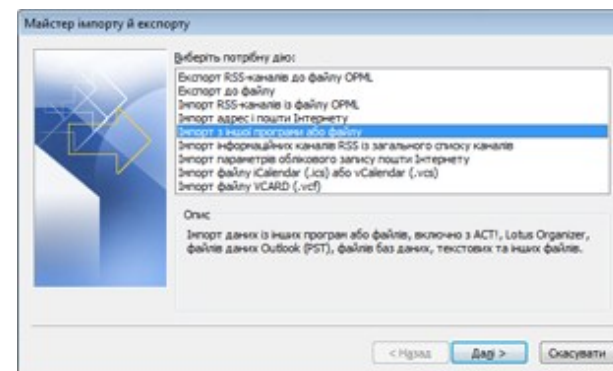 Майстер імпорту й експорту
Виберіть потрібну дію:
Експорт RSS-каналів до файлу OPML
Експорт до файлу
Імпорт RSS-каналів із файлу OPML
Імпорт адрес і пошти Інтернету
Імпорт з іншої програми або файлу
Імпорт інформаційних каналів RSS із загального списку каналів
Імпорт параметрів облікового запису пошти Інтернету
Імпорт файлу iCalendar (.ics) або vCalendar (.vcs)
Імпорт файлу VCARD (.vcf)
Опис
Імпорт даних із інших програм або файлів, включно з ACT!, Lotus Organizer,
файлів даних Outlook (PST), файлів баз даних, текстових та інших файлів.
< Назад
Далі >
Скасувати